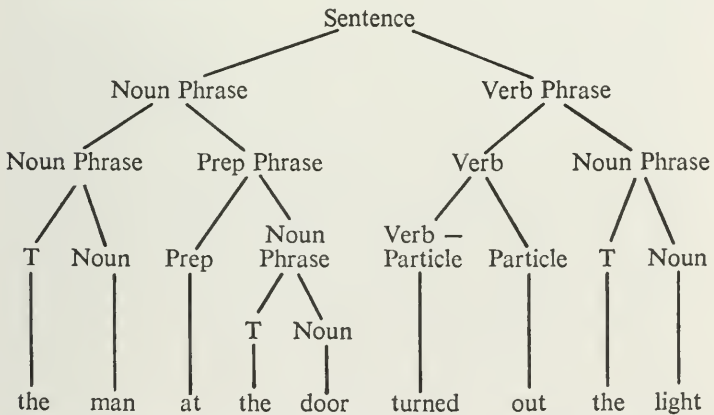 Sentence
Noun Phrase Verb Phrase
Noun Phrase Prep Phrase Verb Noun Phrase
Noun Verb —
T Noun Prep Phrase Particle Particle T Noun
T Noun
the man at the door turned out the light